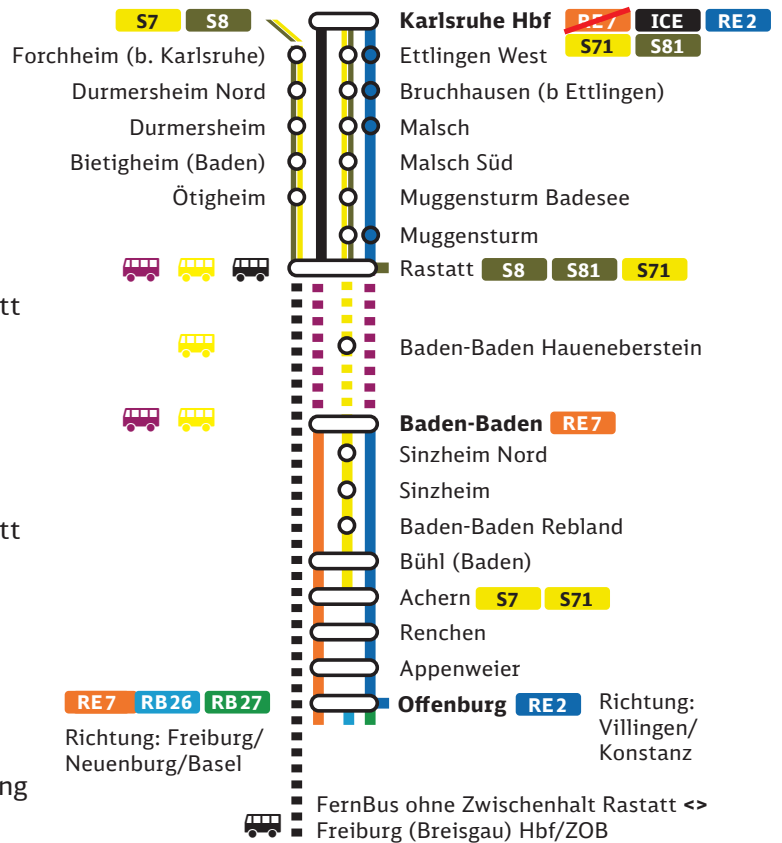 S7 S8 Karlsruhe Hbf RE7 ICE RE2
S71 S81
Forchheim (b. Karlsruhe) Ettlingen West
Durmersheim Nord Bruchhausen (b Ettlingen)
Durmersheim Malsch
Bietigheim (Baden) Malsch Süd
Ötigheim Muggensturm Badesee
Muggensturm
Rastatt S8 S81 S71
tt
Baden-Baden Haueneberstein
Baden-Baden RE7
Sinzheim Nord
Sinzheim
tt
Baden-Baden Rebland
Bühl (Baden)
Achern S7 S71
Renchen
Appenweier
RE7 RB26 RB27 Offenburg RE2 Richtung:
Villingen/
Konstanz
Richtung: Freiburg/
Neuenburg/Basel
ng
FernBus ohne Zwischenhalt Rastatt <>
Freiburg (Breisgau) Hbf/ZOB